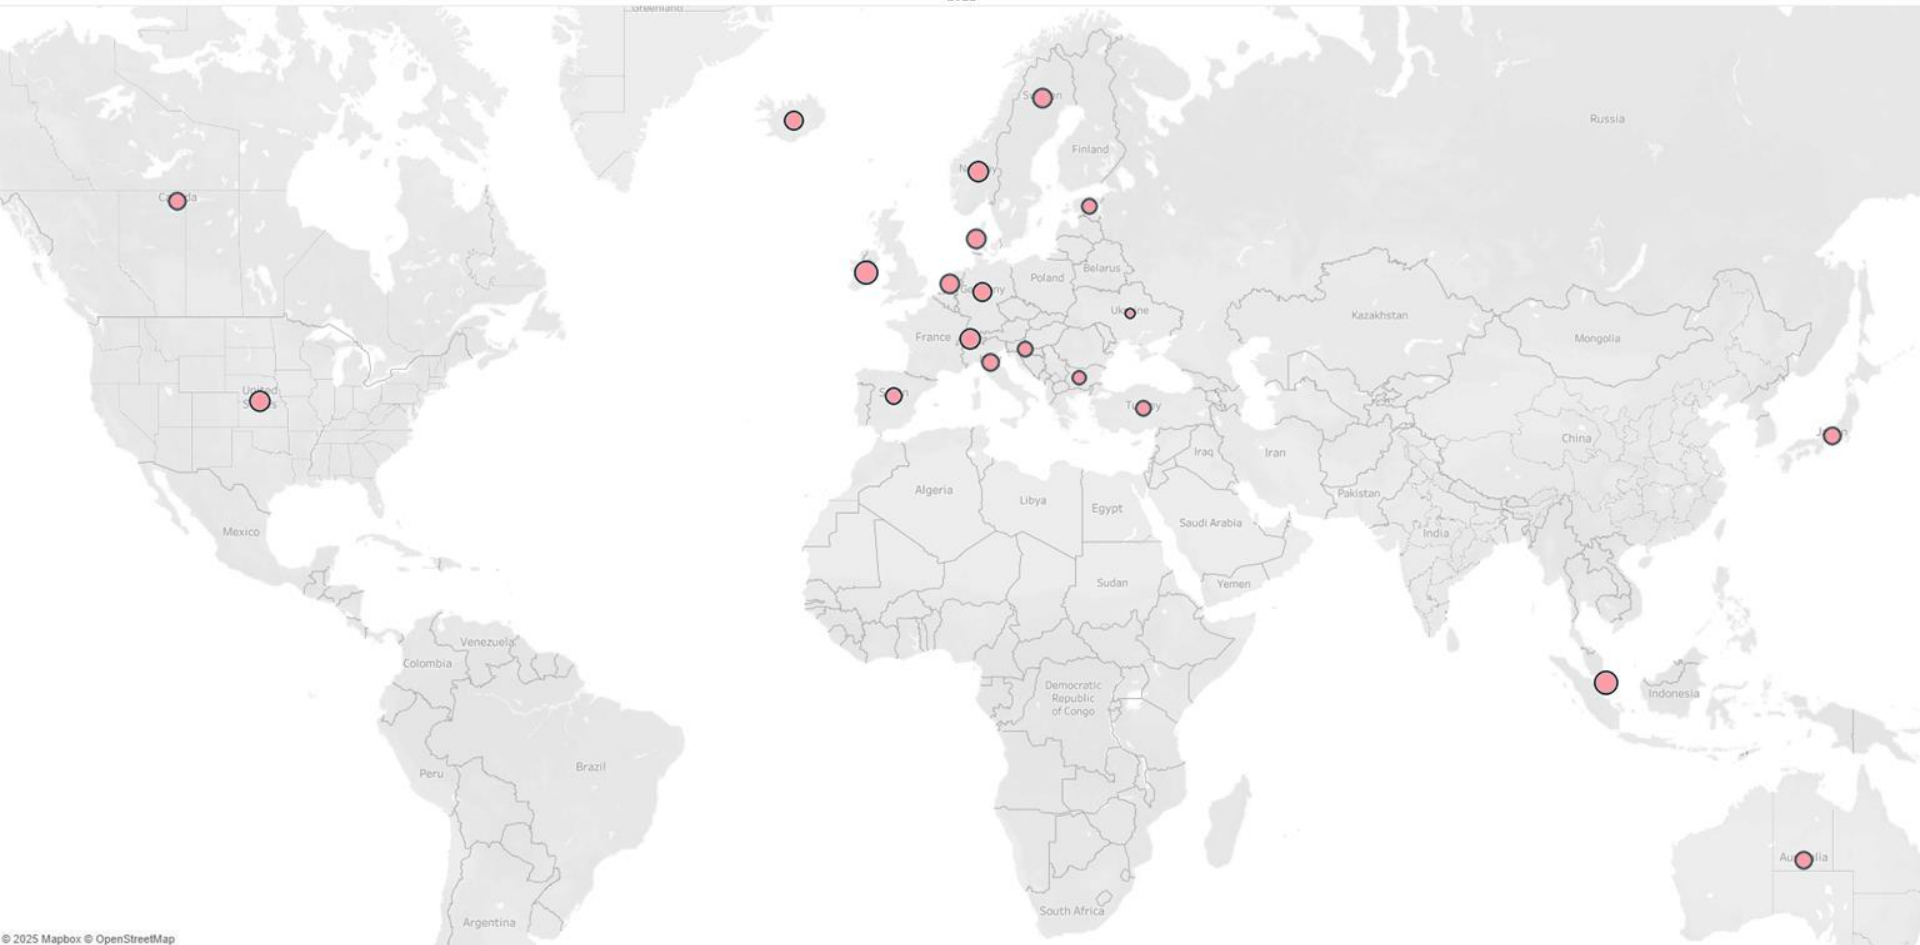 Greenland
Russia
Finland
Poland
Belarus
France
Kazakhstan
Mongolia
United
China
Iraq
Iran
Algeria
Libya
Egypt
Pakistan
Saudi Arabia
India
Mexico
Sudan
Yemen
Venezuela
Colombia
Democratic
Republic
of Congo
Indonesia
Peru
Brazil
South Africa
Argentina
© 2025 Mapbox © OpenStreetMap